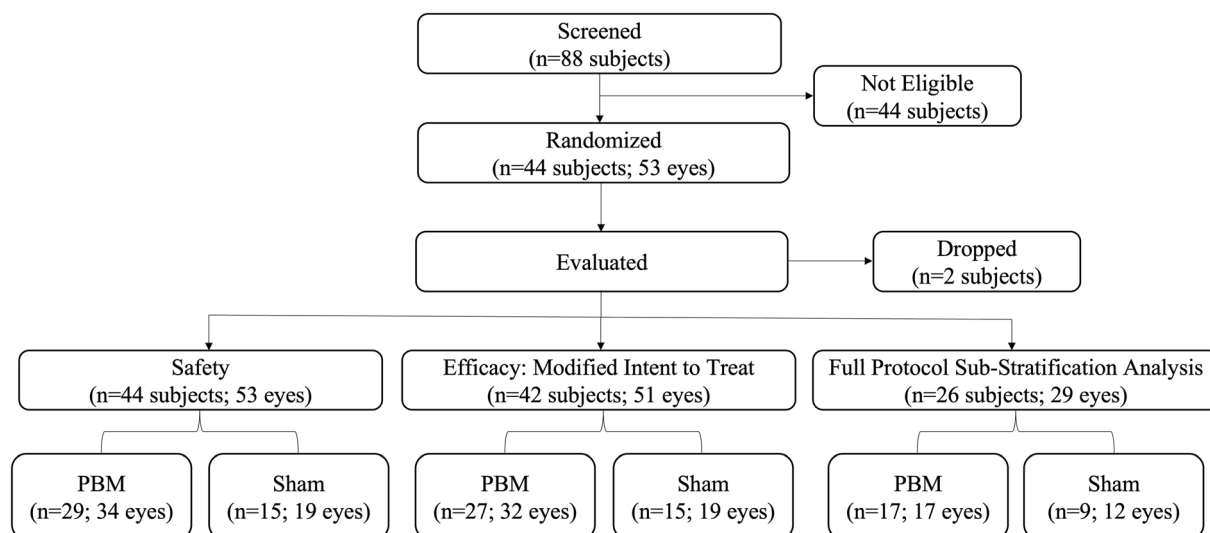 Screened
(n=88 subjects)
Not Eligible
(n=44 subjects)
Randomized
(n=44 subjects; 53 eyes)
Evaluated
Dropped
(n=2 subjects)
Safety
(n=44 subjects; 53 eyes)
Efficacy: Modified Intent to Treat
(n=42 subjects; 51 eyes)
Full Protocol Sub-Stratification Analysis
(n=26 subjects; 29 eyes)
PBM
(n=29; 34 eyes)
Sham
(n=15; 19 eyes)
PBM
(n=27; 32 eyes)
Sham
(n=15; 19 eyes)
PBM
(n=17; 17 eyes)
Sham
(n=9; 12 eyes)